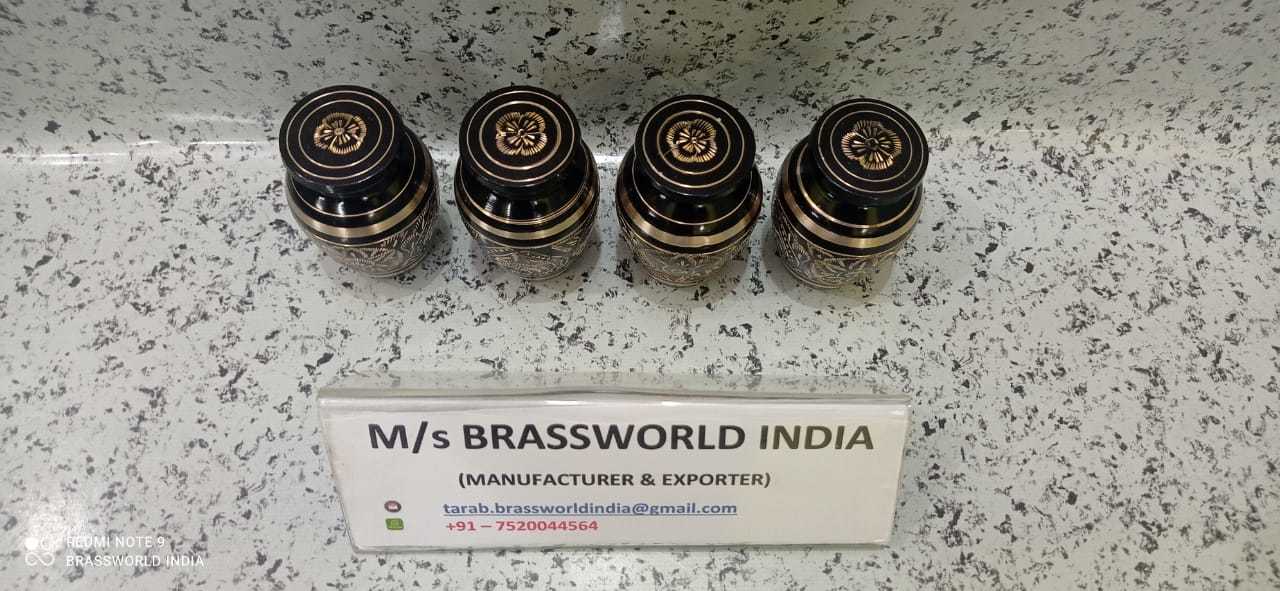 M/s BRASSWORLD INDIA
(MANUFACTURER & EXPORTER)
tarab.brassworldindia@gmail.com
+91 – 7520044564
REDMI NOTE 9
BRASSWORLD INDIA